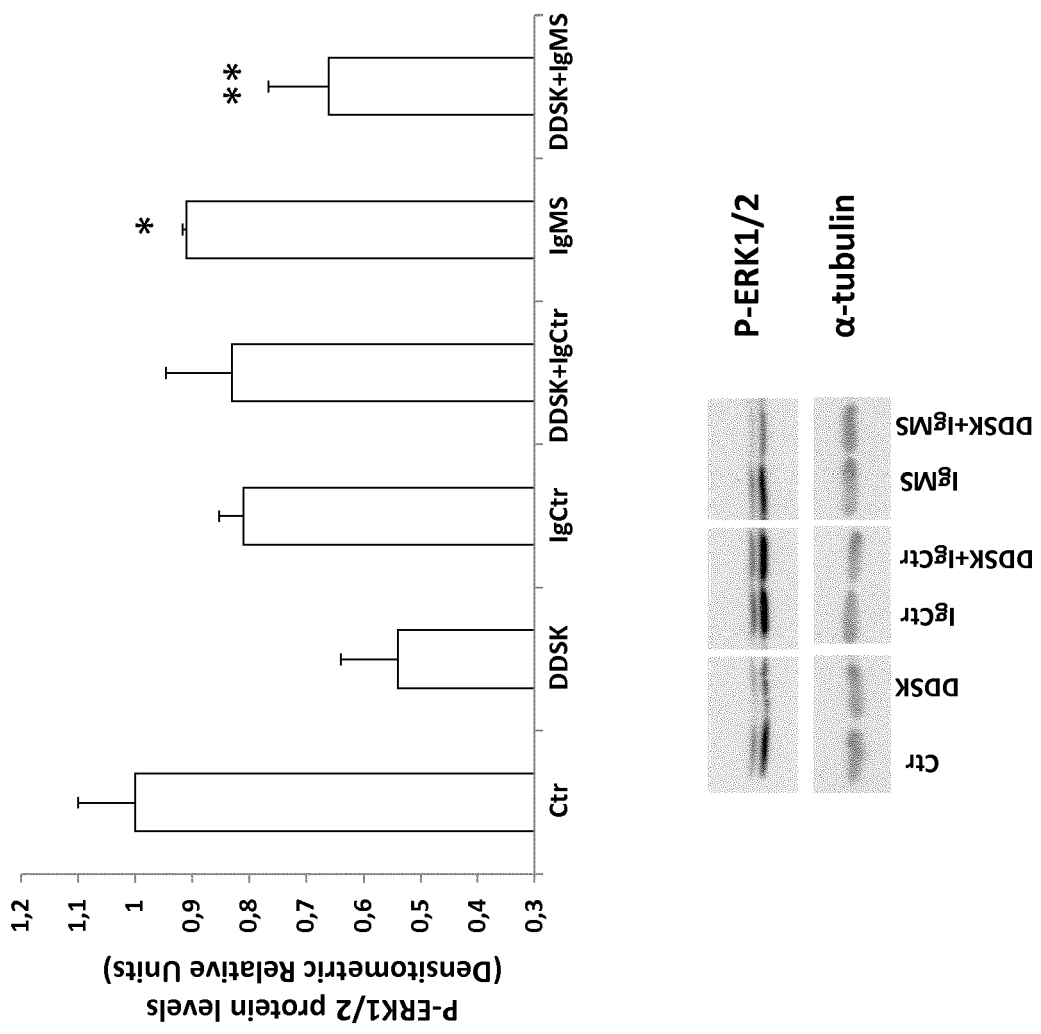 P-ERK1/2 protein levels
(Densitometric Relative Units)
1,2
1,1
1
0,9
0,8
0,7
0,6
0,5
0,4
0,3
*
**
Ctr
DDSK
IgCtr
DDSK+IgCtr
IgMS
DDSK+IgMS
P-ERK1/2
α-tubulin
Ctr
DDSK
IgCtr
DDSK+IgCtr
IgMS
DDSK+IgMS